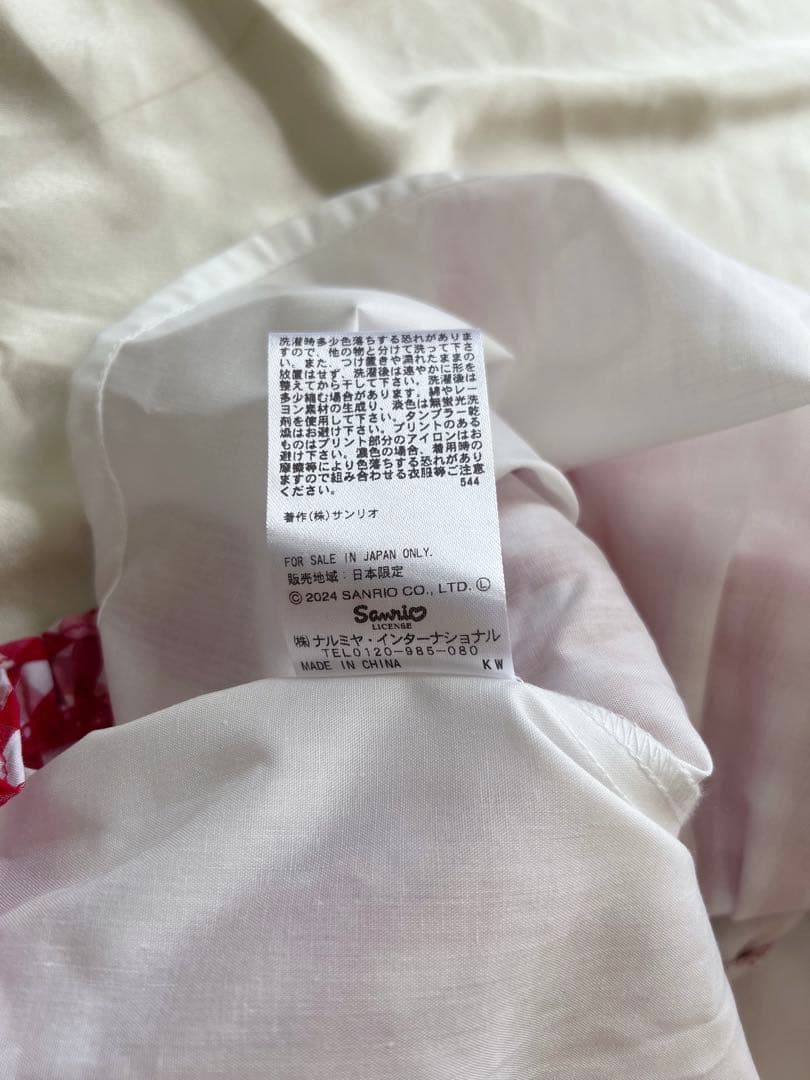 洗濯時多少色落ちする恐れがありま
すので、他の物と分けて洗って下さ
い。また、つけ置きや濡れたままの
放置はせず、洗濯後は速やかに形を
整えてから干して下さい。洗濯後は
多少縮む場合があります。綿やレー
ヨン素材の生成り、淡色は無蛍光洗
剤を使用して下さい。タンブラー乾
燥はお避け下さい。プリントのある
ものはプリント部分のアイロンはお
避け下さい。濃色の場合、着用時の
摩擦等により色落ちする恐れがあり
ますので組み合わせる衣服等ご注意
ください。 544
著作(株)サンリオ
FOR SALE IN JAPAN ONLY.
販売地域:日本限定
© 2024 SANRIO CO., LTD. Ⓛ
Sanrio
LICENSE
(株)ナルミヤ・インターナショナル
TEL0120-985-080
MADE IN CHINA KW